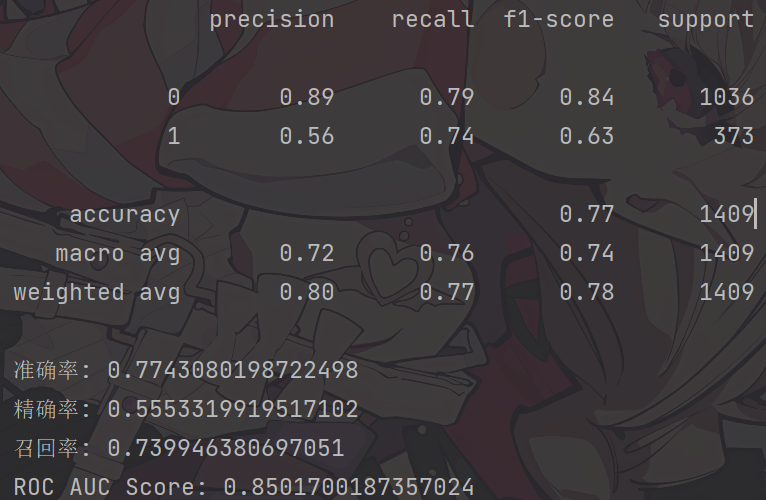 precision recall f1-score support
0 0.89 0.79 0.84 1036
1 0.56 0.74 0.63 373
accuracy 0.77 1409
macro avg 0.72 0.76 0.74 1409
weighted avg 0.80 0.77 0.78 1409
准确率: 0.7743080198722498
精确率: 0.5553319919517102
召回率: 0.739946380697051
ROC AUC Score: 0.8501700187357024